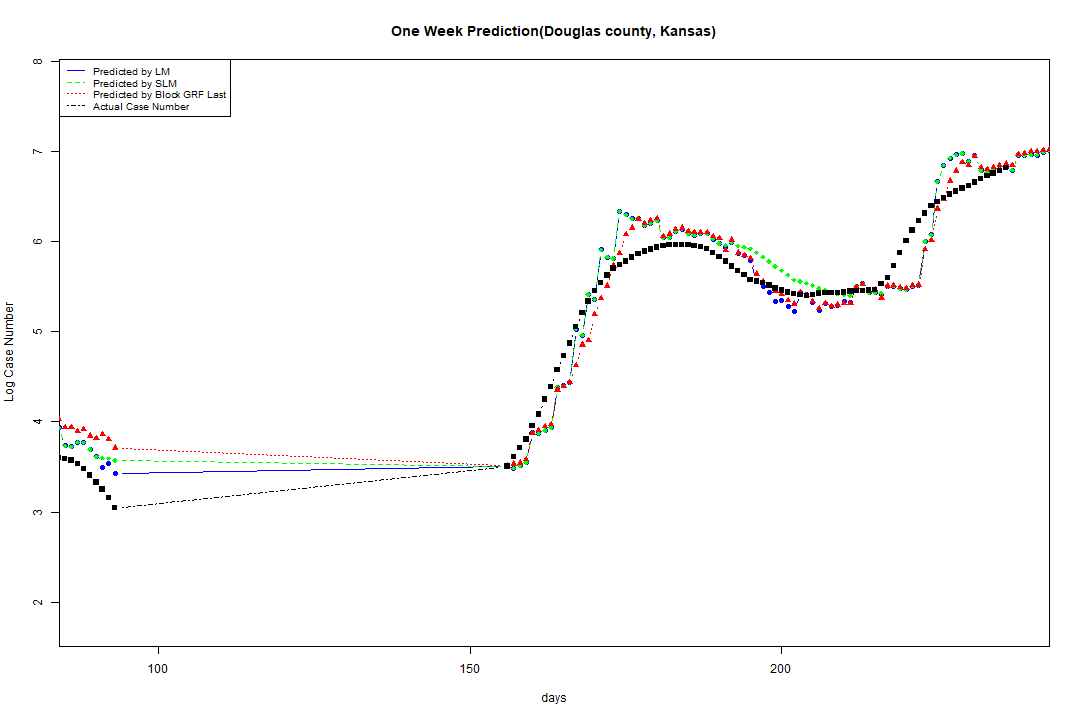 One Week Prediction(Douglas county, Kansas)
Predicted by LM
Predicted by SLM
Predicted by Block GRF Last
Actual Case Number
8
7
6
5
4
3
2
Log Case Number
100
150
200
days